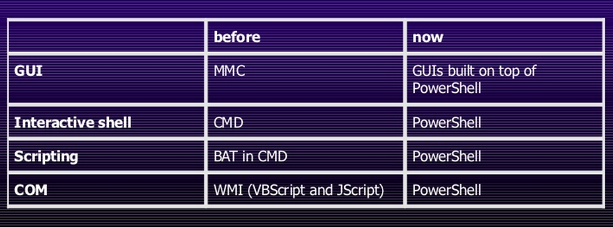 before now
GUI MMC GUIs built on top of
PowerShell
Interactive shell CMD PowerShell
Scripting BAT in CMD PowerShell
COM WMI (VBScript and JScript) PowerShell